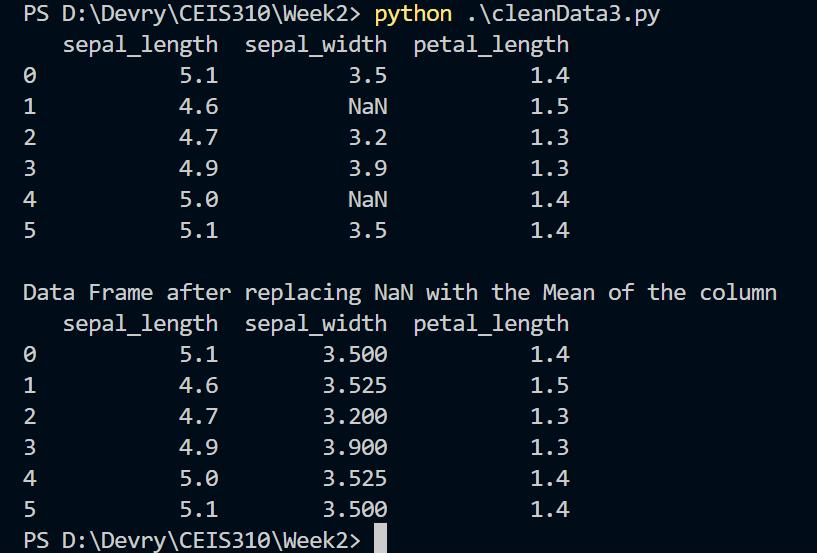 PS D:\Devry\CEIS310\Week2> python .\cleanData3.py
   sepal_length  sepal_width  petal_length
0           5.1          3.5           1.4
1           4.6          NaN           1.5
2           4.7          3.2           1.3
3           4.9          3.9           1.3
4           5.0          NaN           1.4
5           5.1          3.5           1.4

Data Frame after replacing NaN with the Mean of the column
   sepal_length  sepal_width  petal_length
0           5.1        3.500           1.4
1           4.6        3.525           1.5
2           4.7        3.200           1.3
3           4.9        3.900           1.3
4           5.0        3.525           1.4
5           5.1        3.500           1.4
PS D:\Devry\CEIS310\Week2>